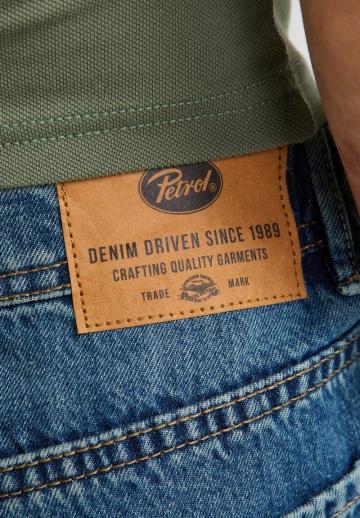 Petrol®
DENIM DRIVEN SINCE 1989
CRAFTING QUALITY GARMENTS
TRADE MARK